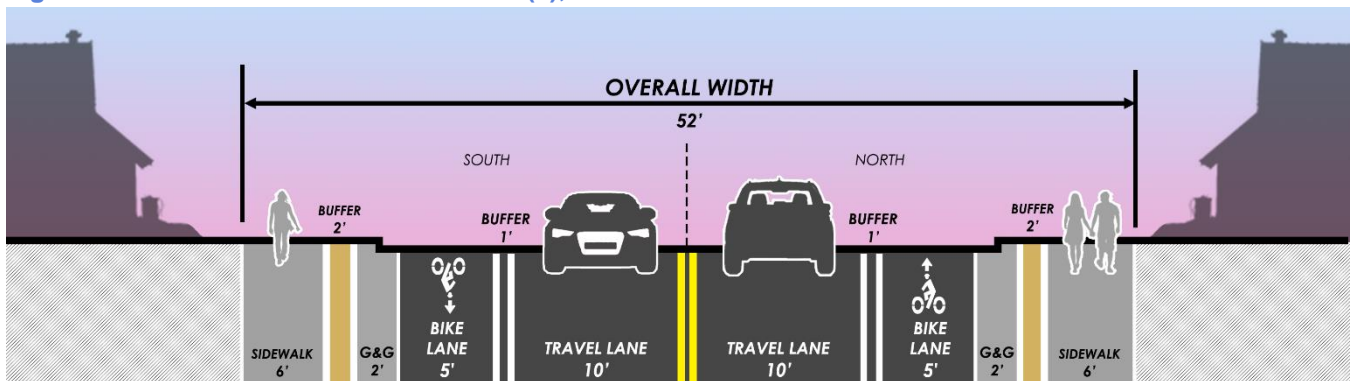 OVERALL WIDTH
52'
SOUTH
NORTH
BUFFER
2'
BUFFER
1'
BUFFER
1'
BUFFER
2'
SIDEWALK
6'
G&G
2'
BIKE
LANE
5'
TRAVEL LANE
10'
TRAVEL LANE
10'
BIKE
LANE
5'
G&G
2'
SIDEWALK
6'